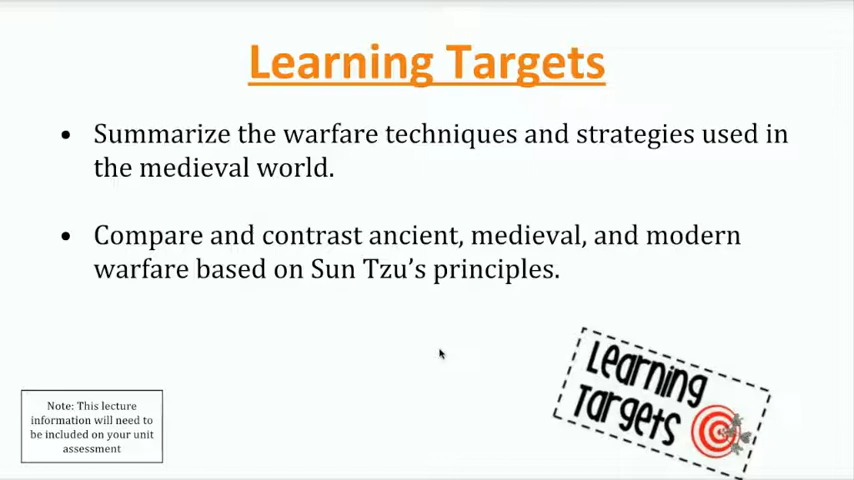 Learning Targets
• Summarize the warfare techniques and strategies used in
the medieval world.
• Compare and contrast ancient, medieval, and modern
warfare based on Sun Tzu's principles.
Note: This lecture
information will need to
be included on your unit
assessment
Learning
Targets